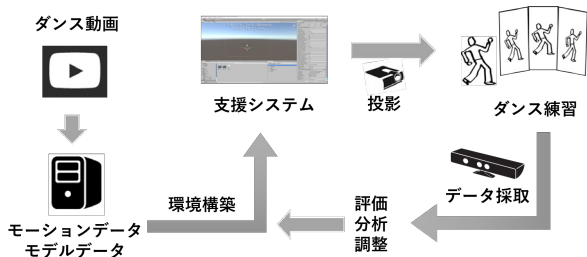 ダンス動画
支援システム
投影
ダンス練習
データ採取
環境構築
評価
分析
調整
モーションデータ
モデルデータ